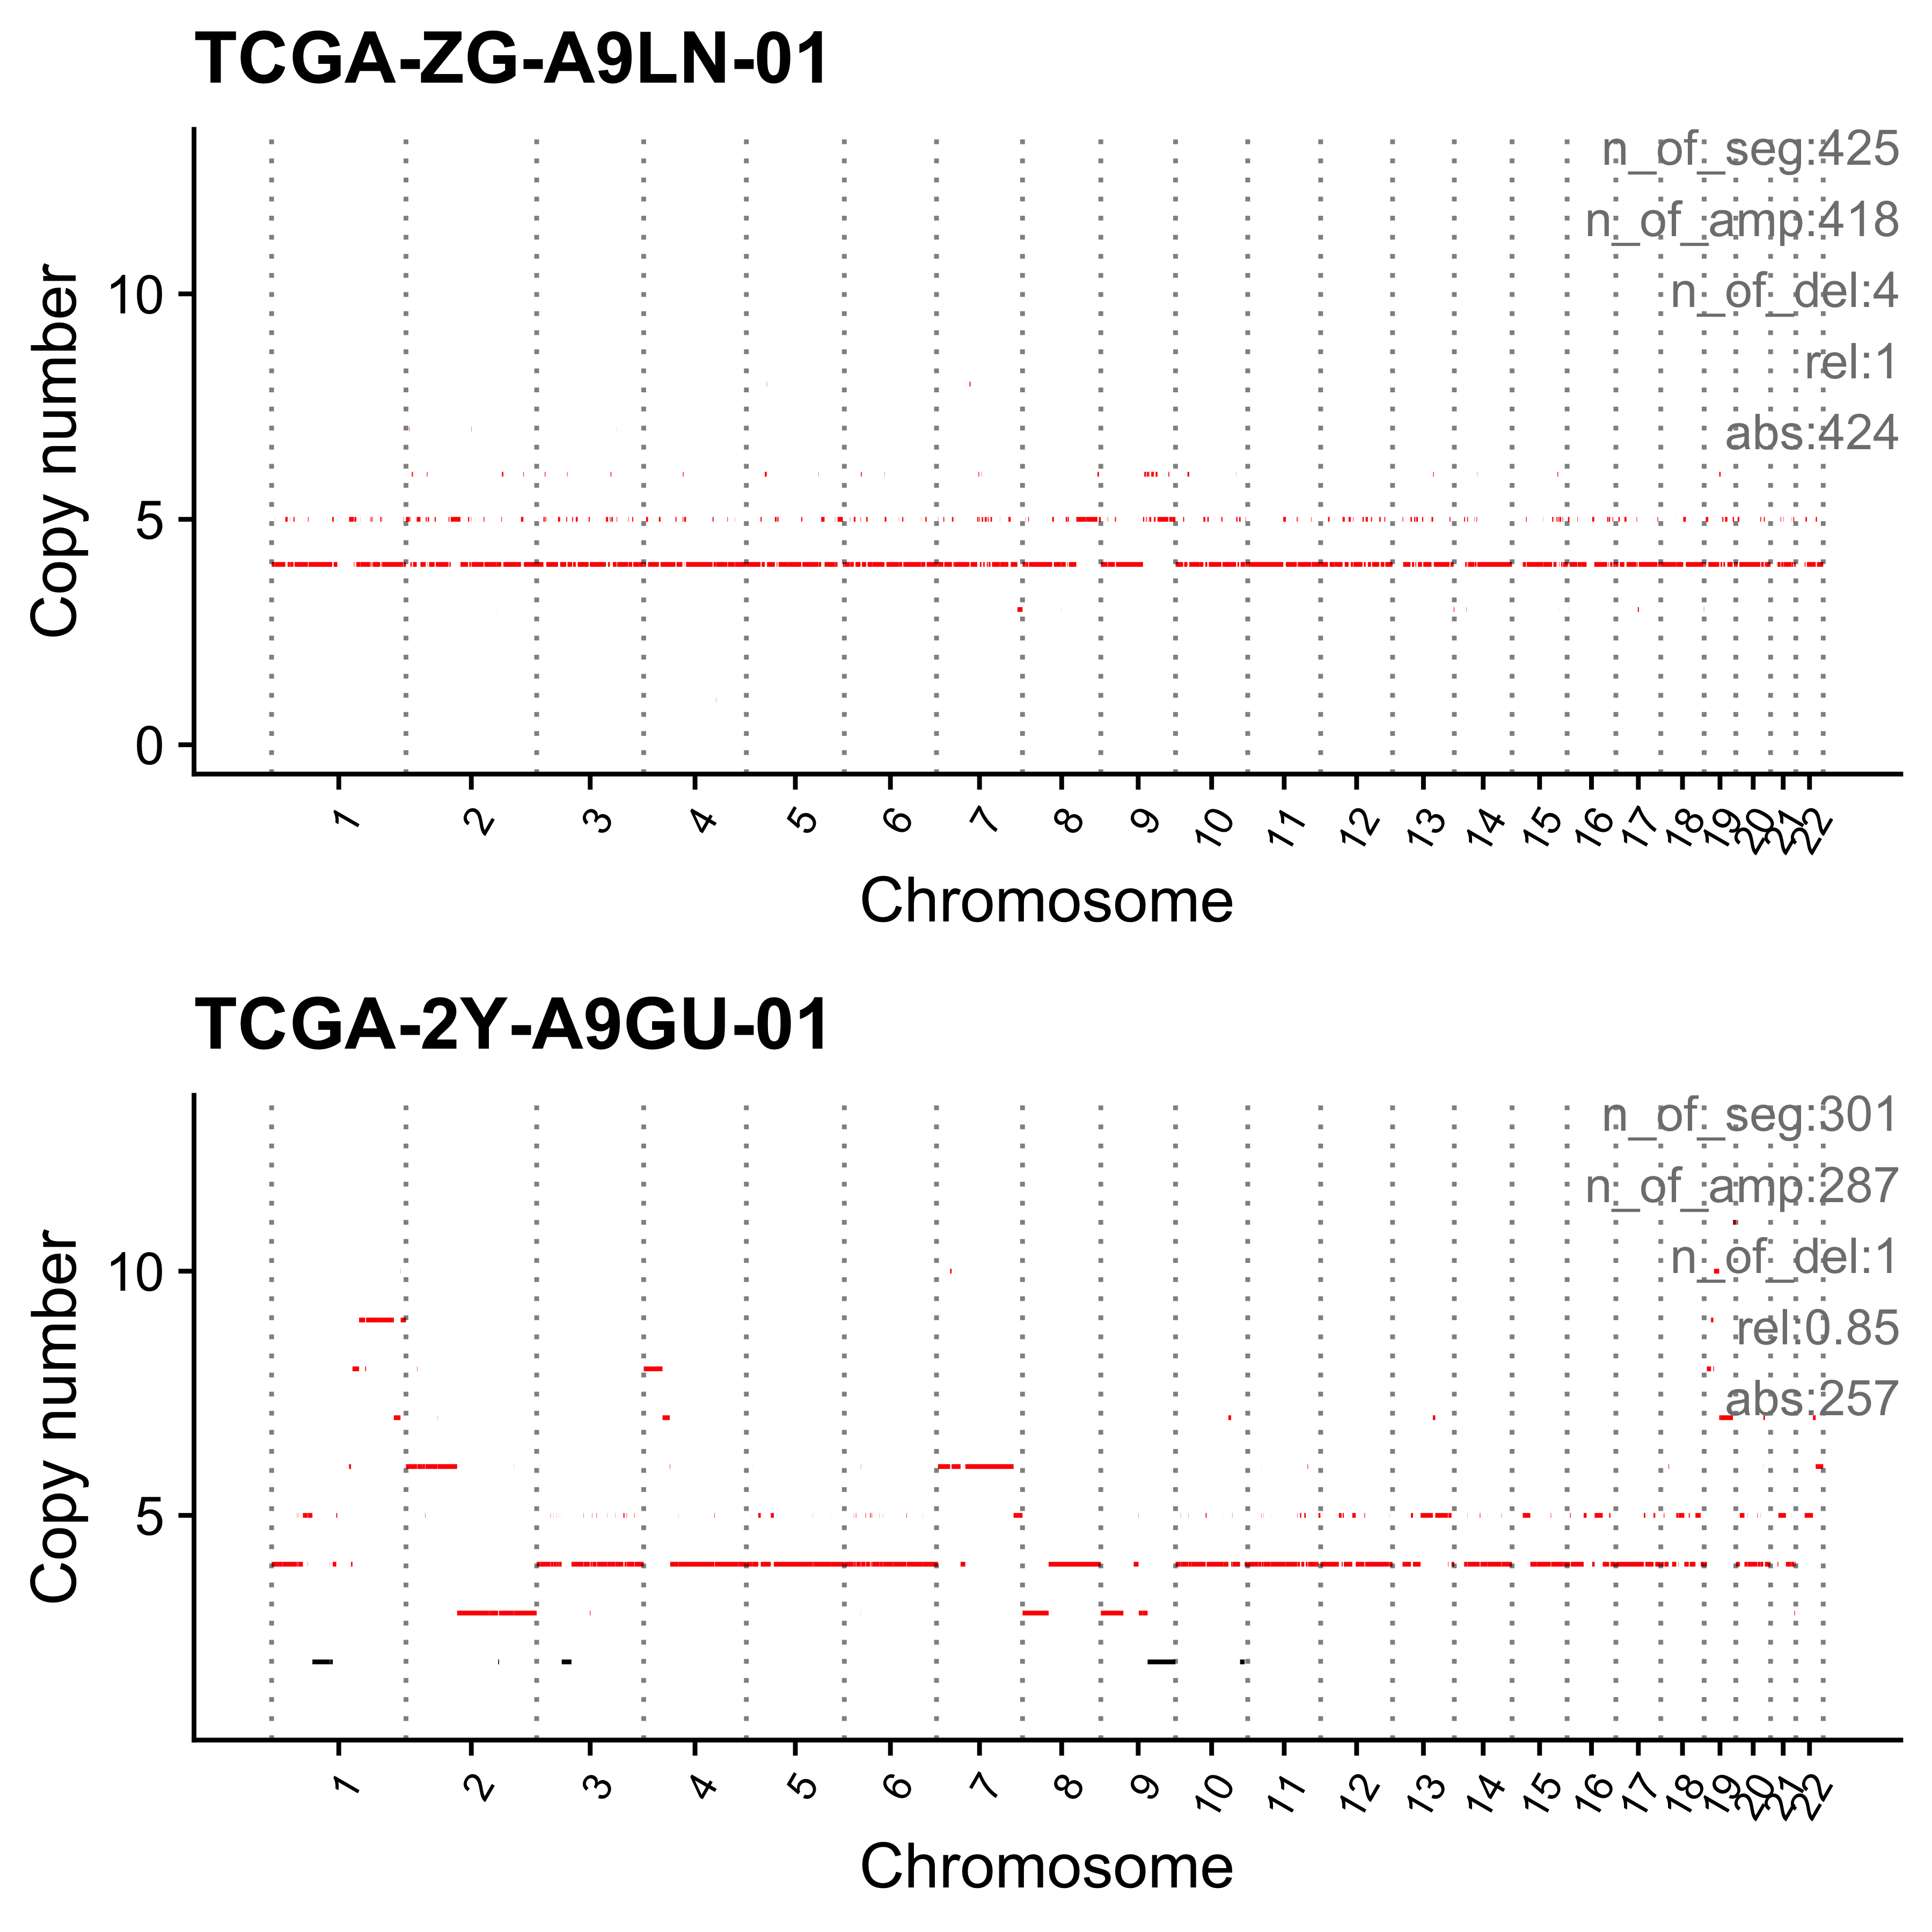 TCGA-ZG-A9LN-01
n_of_seg:425
n_of_amp:418
n_of_del:4
rel:1
abs:424
Copy number
10
5
0
1 2 3 4 5 6 7 8 9 10 11 12 13 14 15 16 17 18 19 20 21 22
Chromosome
TCGA-2Y-A9GU-01
n_of_seg:301
n_of_amp:287
n_of_del:1
rel:0.85
abs:257
Copy number
10
5
1 2 3 4 5 6 7 8 9 10 11 12 13 14 15 16 17 18 19 20 21 22
Chromosome